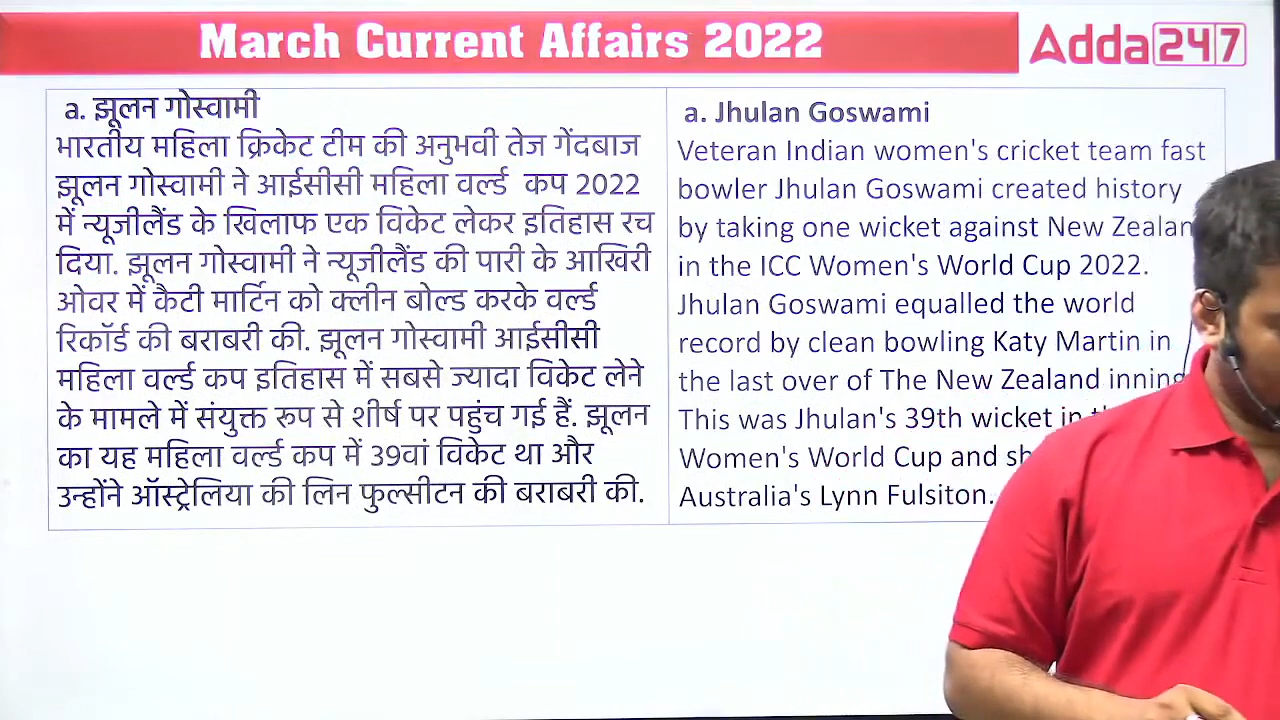 March Current Affairs 2022
Adda247
a. झूलन गोस्वामी
भारतीय महिला क्रिकेट टीम की अनुभवी तेज गेंदबाज
झूलन गोस्वामी ने आईसीसी महिला वर्ल्ड कप 2022
में न्यूजीलैंड के खिलाफ एक विकेट लेकर इतिहास रच
दिया. झूलन गोस्वामी ने न्यूजीलैंड की पारी के आखिरी
ओवर में कैटी मार्टिन को क्लीन बोल्ड करके वर्ल्ड
रिकॉर्ड की बराबरी की. झूलन गोस्वामी आईसीसी
महिला वर्ल्ड कप इतिहास में सबसे ज्यादा विकेट लेने
के मामले में संयुक्त रूप से शीर्ष पर पहुंच गई हैं. झूलन
का यह महिला वर्ल्ड कप में 39वां विकेट था और
उन्होंने ऑस्ट्रेलिया की लिन फुल्सीटन की बराबरी की.
a. Jhulan Goswami
Veteran Indian women's cricket team fast
bowler Jhulan Goswami created history
by taking one wicket against New
in the ICC Women's World Cup 2022.
Jhulan Goswami equalled the world
record by clean bowling Katy Martin in
the last over of The New Zealand
This was Jhulan's 39th wicket in
Women's World Cup and
Australia's Lynn Fulsiton.